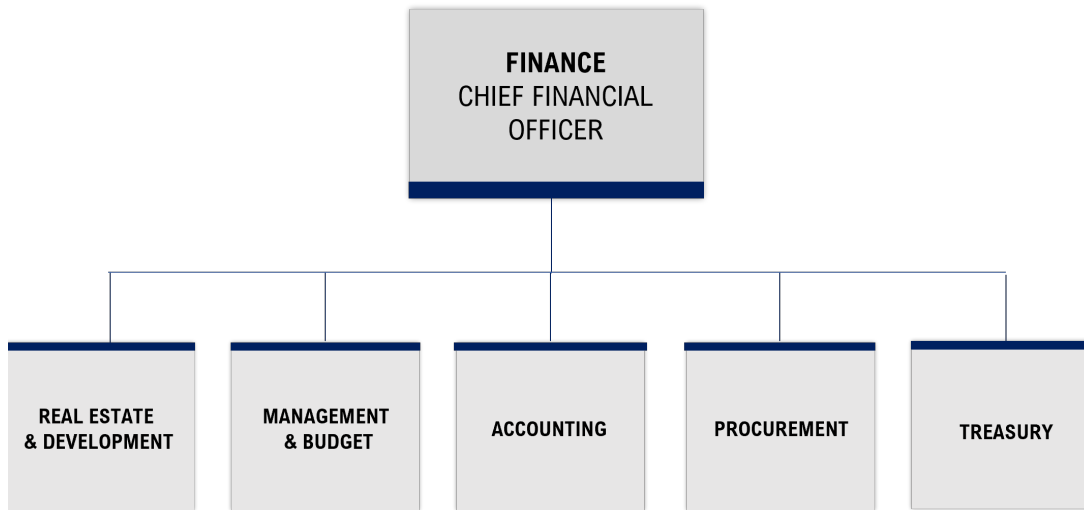 FINANCE
CHIEF FINANCIAL
OFFICER
REAL ESTATE
& DEVELOPMENT
MANAGEMENT
& BUDGET
ACCOUNTING
PROCUREMENT
TREASURY